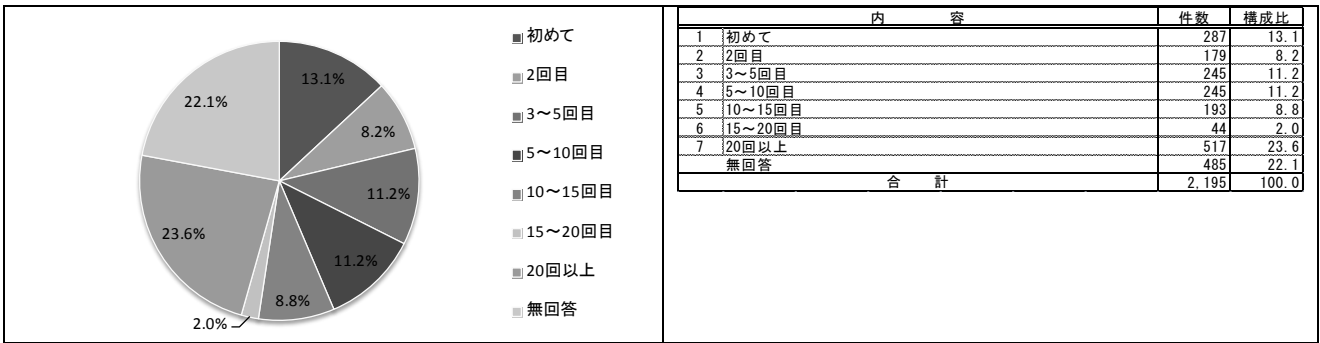 13.1%
8.2%
11.2%
11.2%
8.8%
2.0%
23.6%
22.1%
初めて
2回目
3～5回目
5～10回目
10～15回目
15～20回目
20回以上
無回答
内 容 件数 構成比
1 初めて 287 13.1
2 2回目 179 8.2
3 3～5回目 245 11.2
4 5～10回目 245 11.2
5 10～15回目 193 8.8
6 15～20回目 44 2.0
7 20回以上 517 23.6
無回答 485 22.1
合 計 2,195 100.0